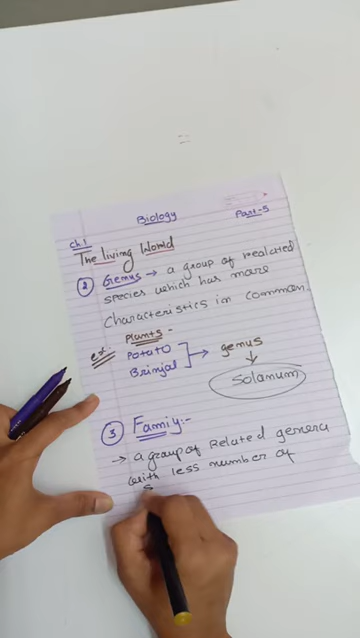 Biology
Part-5
Ch.1
The living World
② Genus → a group of Realated
species which has more
Characteristics in common
ex:- Plants -
Potato
Brinjal
genus
Solanum
③ Famiy:-
→ a group of Related genera
with less number of
S